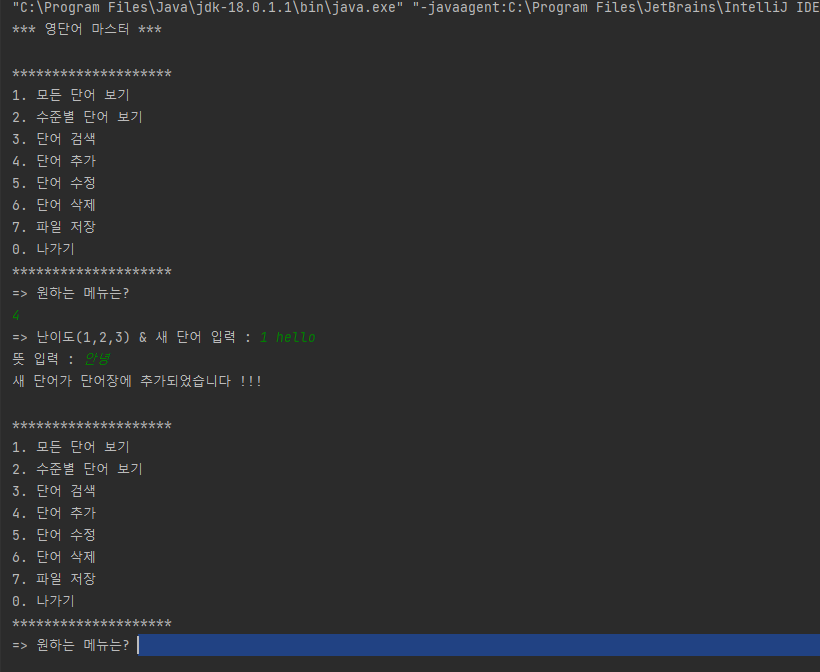 "C:\Program Files\Java\jdk-18.0.1.1\bin\java.exe" "-javaagent:C:\Program Files\JetBrains\IntelliJ IDE
*** 영단어 마스터 ***
********************
1. 모든 단어 보기
2. 수준별 단어 보기
3. 단어 검색
4. 단어 추가
5. 단어 수정
6. 단어 삭제
7. 파일 저장
0. 나가기
********************
=> 원하는 메뉴는?
4
=> 난이도(1,2,3) & 새 단어 입력 : 1 hello
뜻 입력 : 안녕
새 단어가 단어장에 추가되었습니다 !!!
********************
1. 모든 단어 보기
2. 수준별 단어 보기
3. 단어 검색
4. 단어 추가
5. 단어 수정
6. 단어 삭제
7. 파일 저장
0. 나가기
********************
=> 원하는 메뉴는?